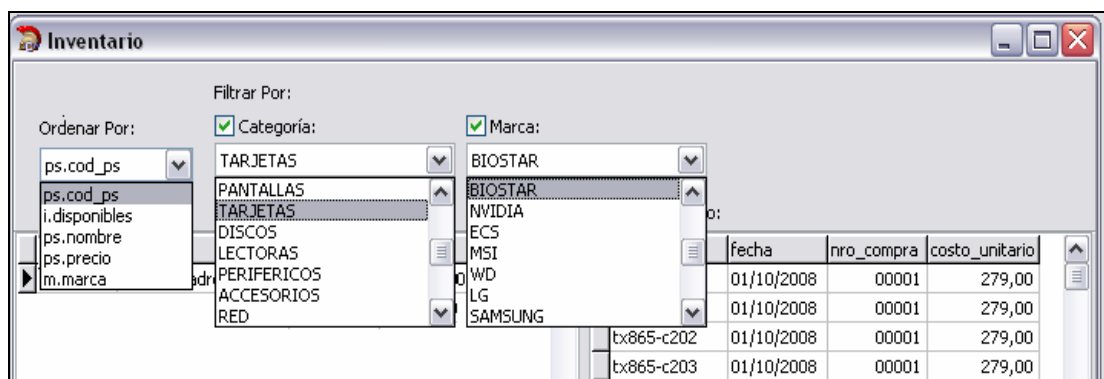 Inventario
Filtrar Por:
Ordenar Por:
Categoría:
Marca:
ps.cod_ps
TARJETAS
BIOSTAR
ps.cod_ps
i.disponibles
ps.nombre
ps.precio
m.marca
PANTALLAS
TARJETAS
DISCOS
LECTORAS
PERIFERICOS
ACCESORIOS
RED
BIOSTAR
NVIDIA
ECS
MSI
WD
LG
SAMSUNG
fecha nro_compra costo_unitario
01/10/2008 00001 279,00
01/10/2008 00001 279,00
tx865-c202 01/10/2008 00001 279,00
tx865-c203 01/10/2008 00001 279,00